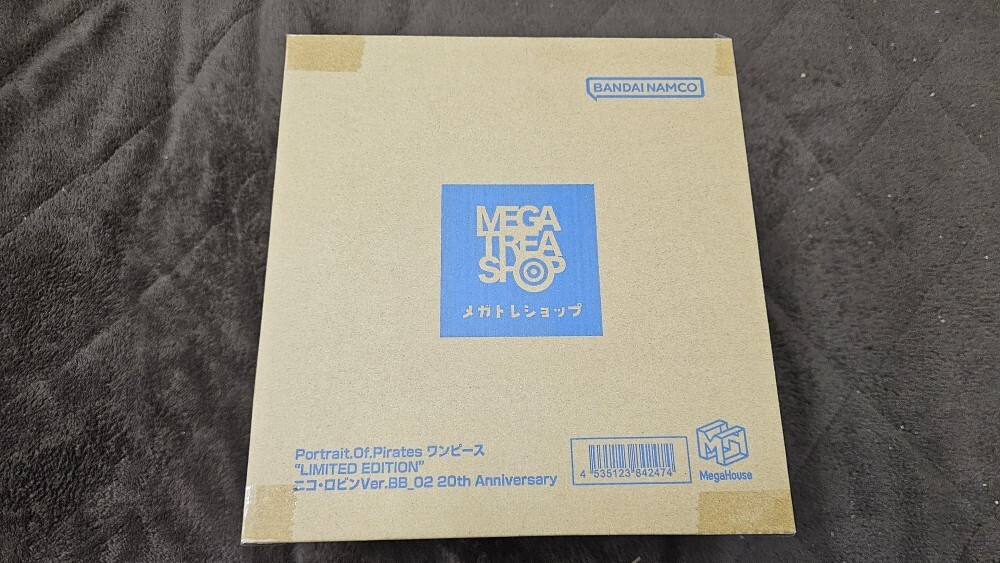 BANDAI NAMCO
MEGA
TREA
SHOP
メガトレショップ
Portrait.Of.Pirates ワンピース
"LIMITED EDITION"
ニコ・ロビンVer.BB_02 20th Anniversary
4 535123 842474
MegaHouse